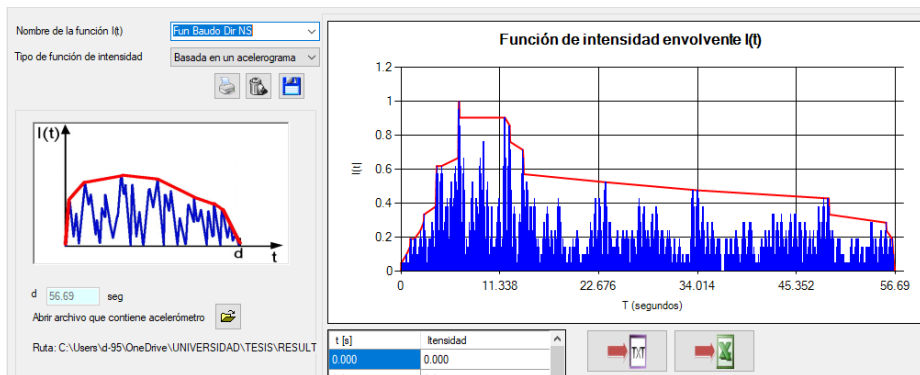 Nombre de la función I(t)
Fun Baudo Dir NS
Tipo de función de intensidad
Basada en un acelerograma
I(t)
d
t
d
56.69
seg
Abrir archivo que contiene acelerómetro
Ruta: C:\Users\d-95\OneDrive\UNIVERSIDAD\TESIS\RESULT
Función de intensidad envolvente I(t)
1.2
1
0.8
0.6
0.4
0.2
0
I(t)
0
11.338
22.676
34.014
45.352
56.69
T (segundos)
t [s]
Itensidad
0.000
0.000
TXT
X